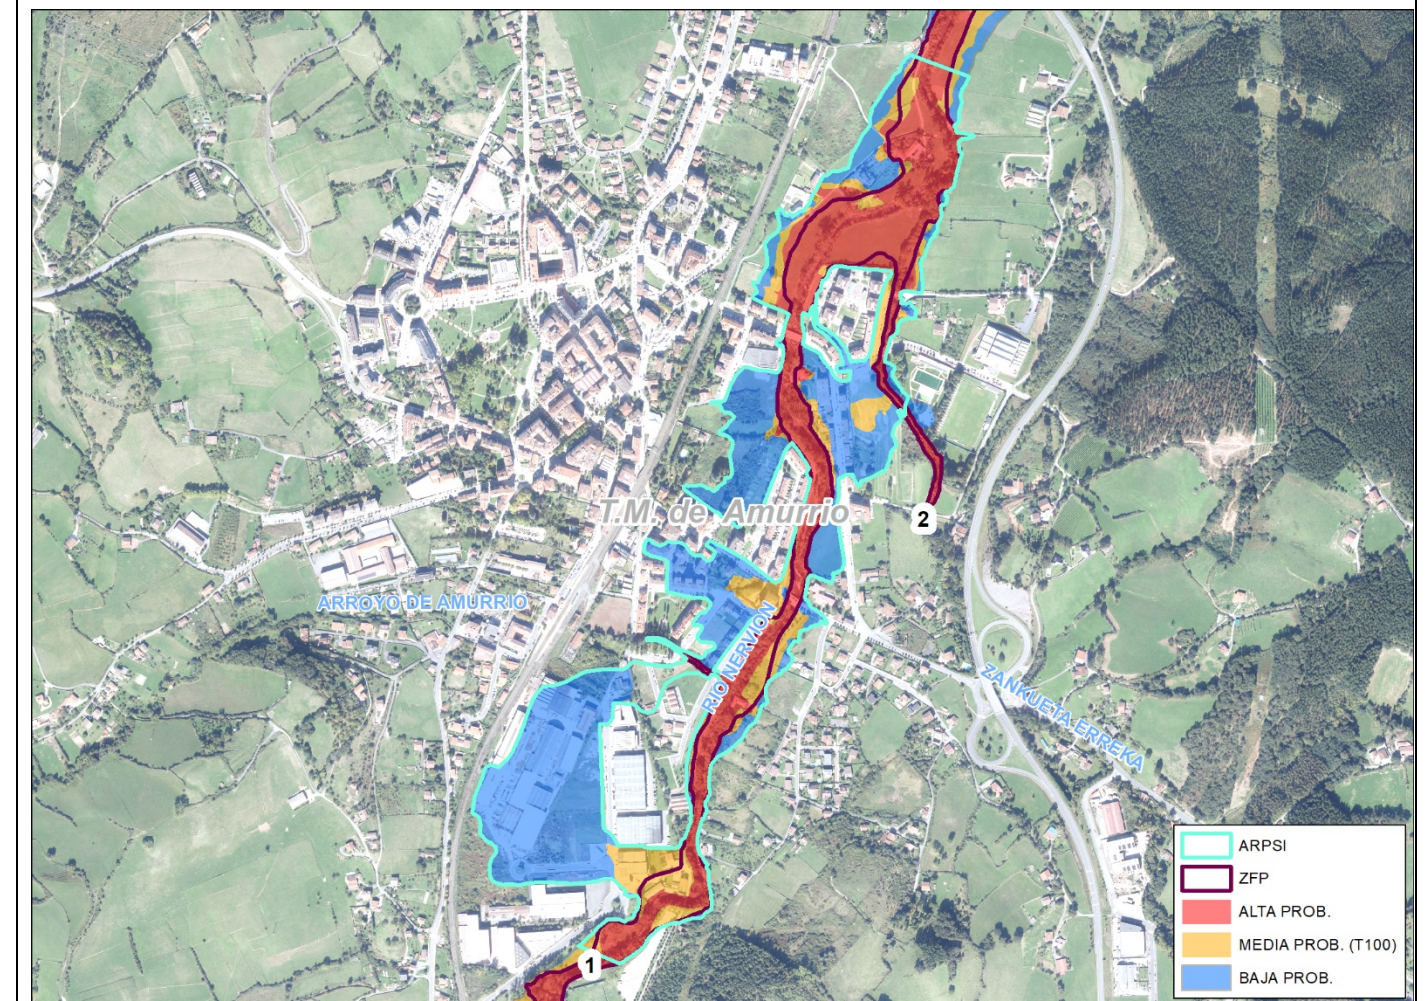 T.M. de Amurrio
2
ARROYO DE AMURRIO
RIO NERVION
ZANKUETA ERREKA
1
ARPSI
ZFP
ALTA PROB.
MEDIA PROB. (T100)
BAJA PROB.